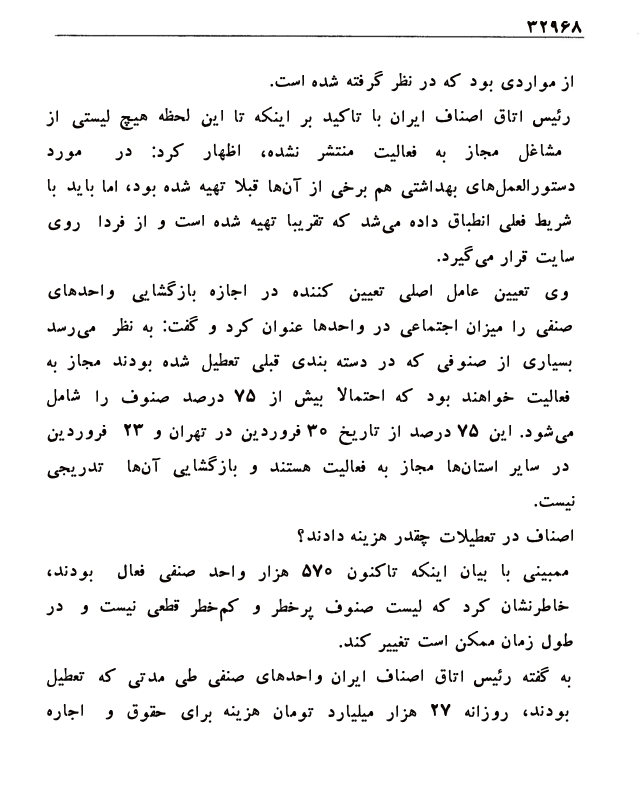 ۳۲۹۶۸
از مواردی بود که در نظر گرفته شده است.
رئیس اتاق اصناف ایران با تاکید بر اینکه تا این لحظه هیچ لیستی از
مشاغل مجاز به فعالیت منتشر نشده، اظهار کرد: در مورد
دستورالعمل‌های بهداشتی هم برخی از آن‌ها قبلا تهیه شده بود، اما باید با
شریط فعلی انطباق داده می‌شد که تقریبا تهیه شده است و از فردا روی
سایت قرار می‌گیرد.
وی تعیین عامل اصلی تعیین کننده در اجازه بازگشایی واحدهای
صنفی را میزان اجتماعی در واحدها عنوان کرد و گفت: به نظر می‌رسد
بسیاری از صنوفی که در دسته بندی قبلی تعطیل شده بودند مجاز به
فعالیت خواهند بود که احتمالا بیش از ۷۵ درصد صنوف را شامل
می‌شود. این ۷۵ درصد از تاریخ ۳۰ فروردین در تهران و ۲۳ فروردین
در سایر استان‌ها مجاز به فعالیت هستند و بازگشایی آن‌ها تدریجی
نیست.
اصناف در تعطیلات چقدر هزینه دادند؟
ممبینی با بیان اینکه تاکنون ۵۷۰ هزار واحد صنفی فعال بودند،
خاطرنشان کرد که لیست صنوف پرخطر و کم‌خطر قطعی نیست و در
طول زمان ممکن است تغییر کند.
به گفته رئیس اتاق اصناف ایران واحدهای صنفی طی مدتی که تعطیل
بودند، روزانه ۲۷ هزار میلیارد تومان هزینه برای حقوق و اجاره